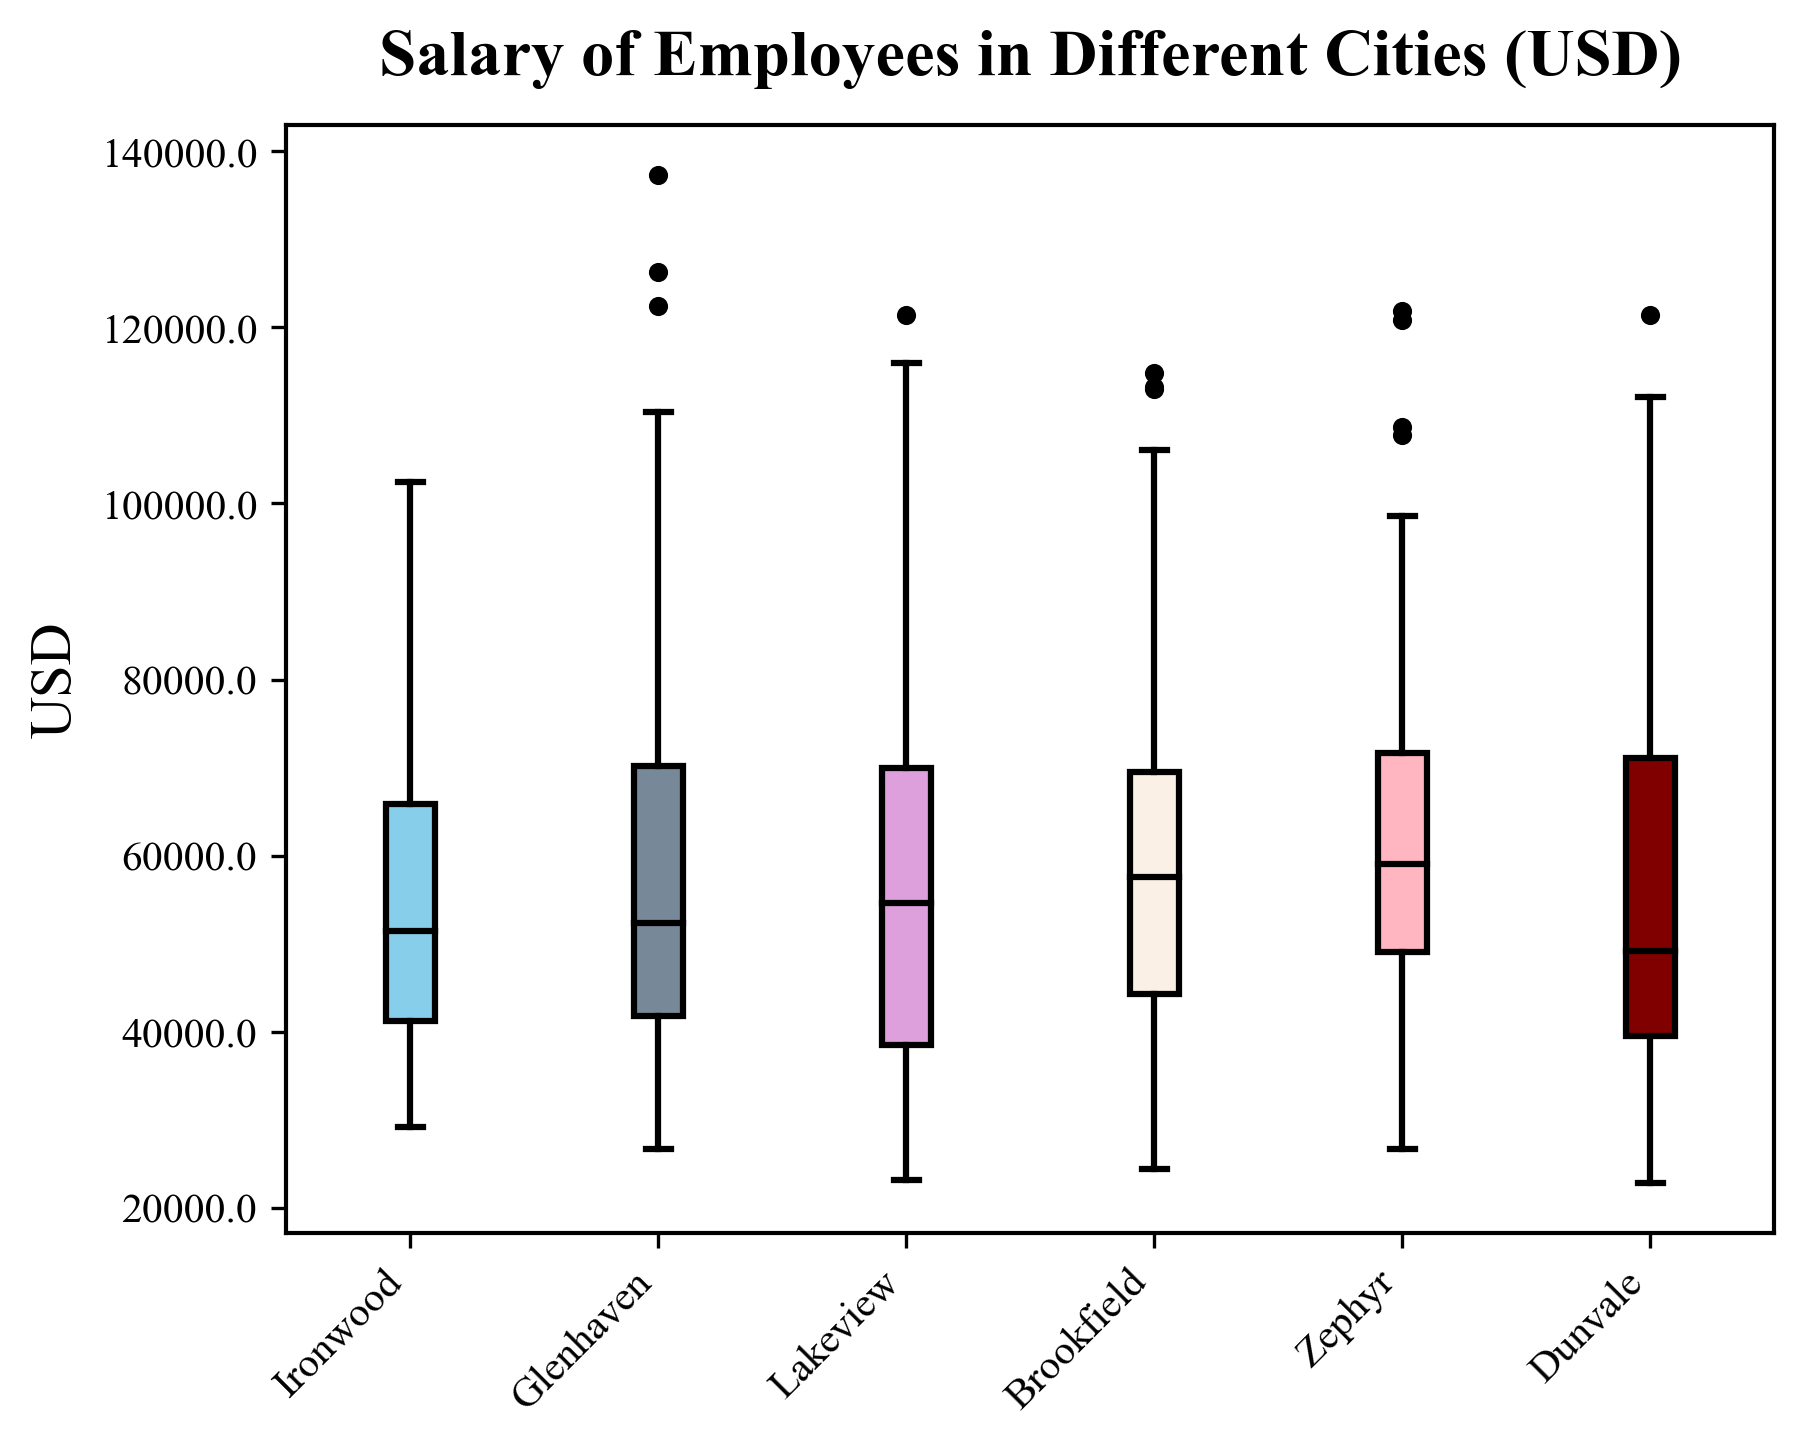 Salary of Employees in Different Cities (USD)
USD
140000.0
120000.0
100000.0
80000.0
60000.0
40000.0
20000.0
Ironwood
Glenhaven
Lakeview
Brookfield
Zephyr
Dunvale